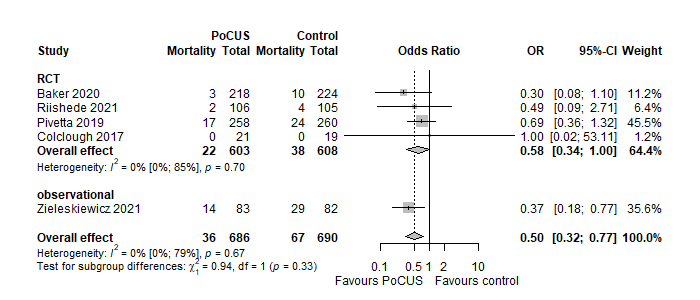 PoCUS Control
Study Mortality Total Mortality Total Odds Ratio OR 95%-CI Weight
RCT
Baker 2020 3 218 10 224 0.30 [0.08; 1.10] 11.2%
Riishede 2021 2 106 4 105 0.49 [0.09; 2.71] 6.4%
Pivetta 2019 17 258 24 260 0.69 [0.36; 1.32] 45.5%
Colclough 2017 0 21 0 19 1.00 [0.02; 53.11] 1.2%
Overall effect 22 603 38 608 0.58 [0.34; 1.00] 64.4%
Heterogeneity: I² = 0% [0%; 85%], p = 0.70
observational
Zieleskiewicz 2021 14 83 29 82 0.37 [0.18; 0.77] 35.6%
Overall effect 36 686 67 690 0.50 [0.32; 0.77] 100.0%
Heterogeneity: I² = 0% [0%; 79%], p = 0.67
Test for subgroup differences: χ²₁ = 0.94, df = 1 (p = 0.33)
0.1 0.5 1 2 10
Favours PoCUS Favours control